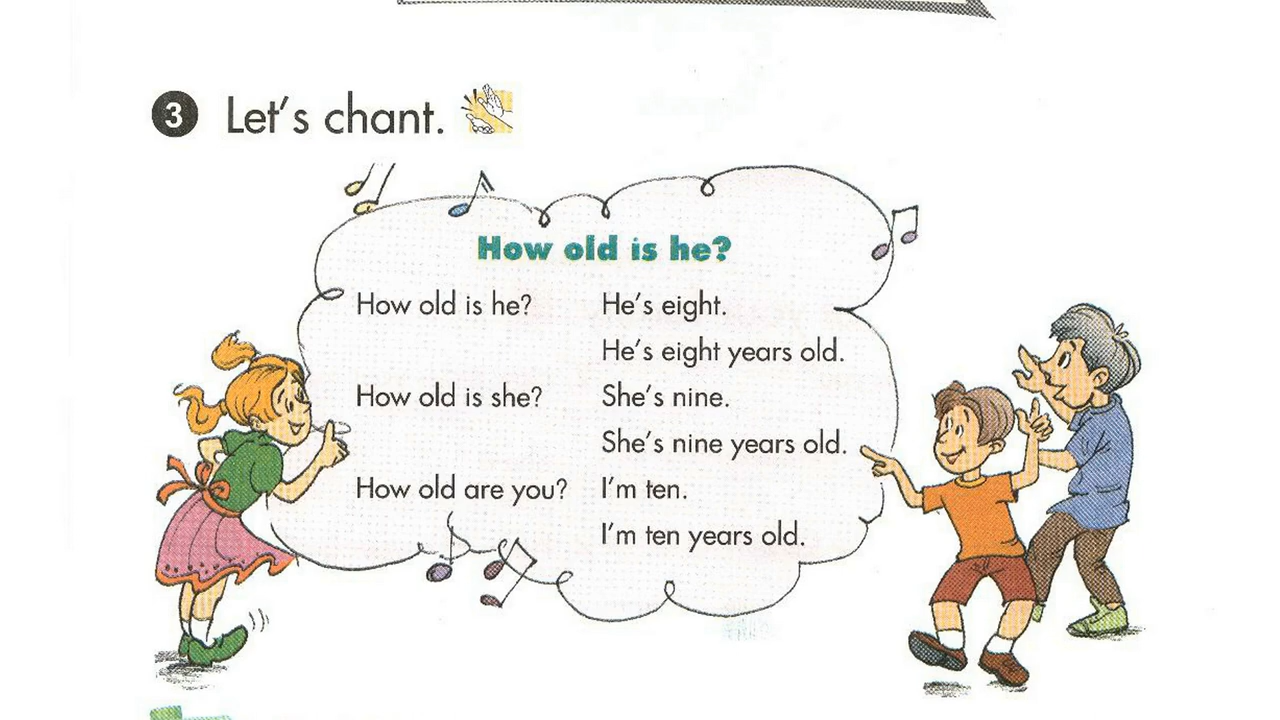 3 Let's chant.
How old is he?
How old is he? He's eight.
He's eight years old.
How old is she? She's nine.
She's nine years old.
How old are you? I'm ten.
I'm ten years old.